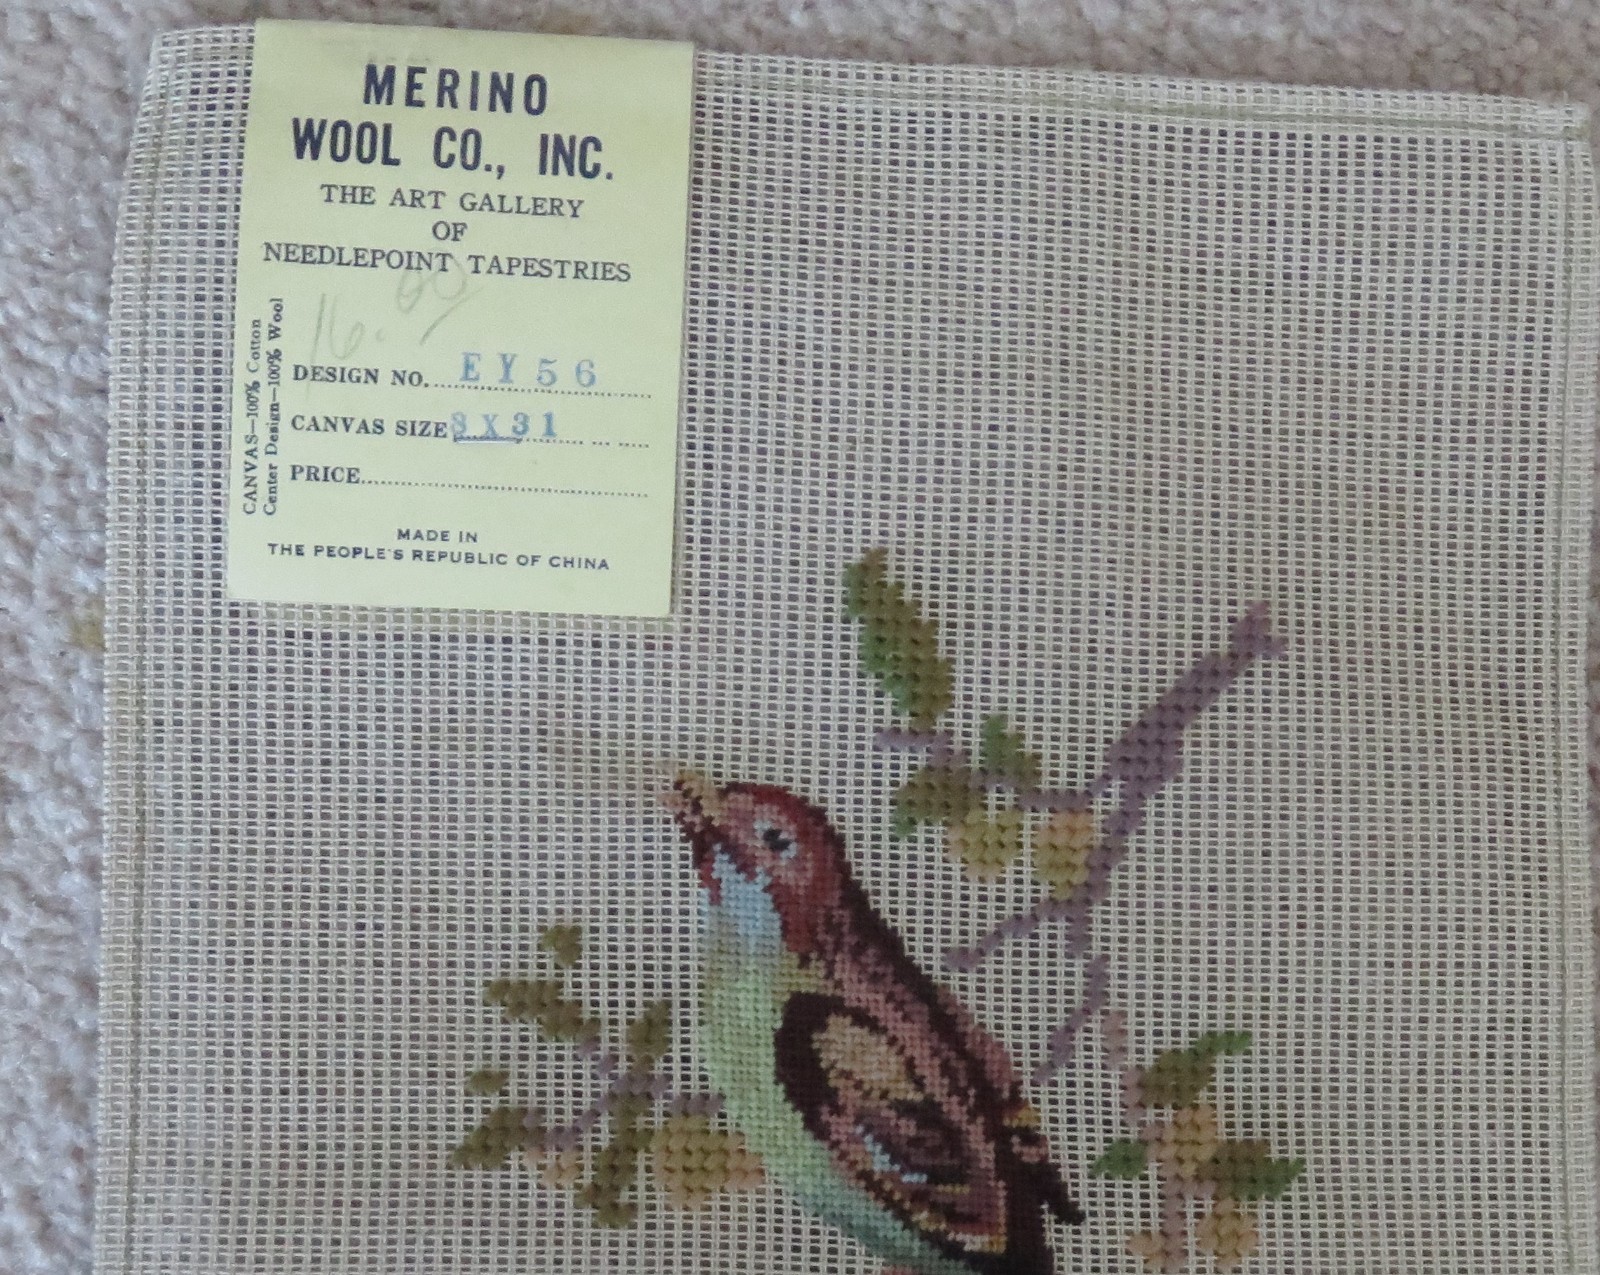 MERINO
WOOL CO., INC.
THE ART GALLERY
OF
NEEDLEPOINT TAPESTRIES
16.00
CANVAS—100% Cotton
Center Design—100% Wool
DESIGN NO. EY56
CANVAS SIZE X31
PRICE
MADE IN
THE PEOPLE'S REPUBLIC OF CHINA